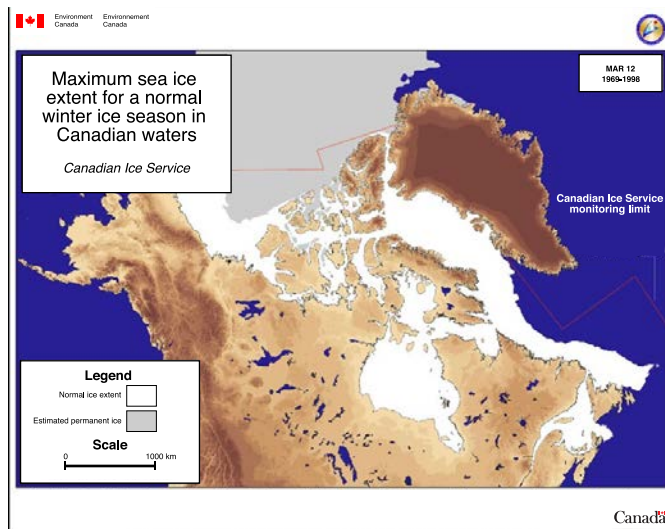 Environment Canada
Environnement Canada
MAR 12
1969-1998
Maximum sea ice
extent for a normal
winter ice season in
Canadian waters
Canadian Ice Service
Canadian Ice Service
monitoring limit
Legend
Normal ice extent
Estimated permanent ice
Scale
0 1000 km
Canada